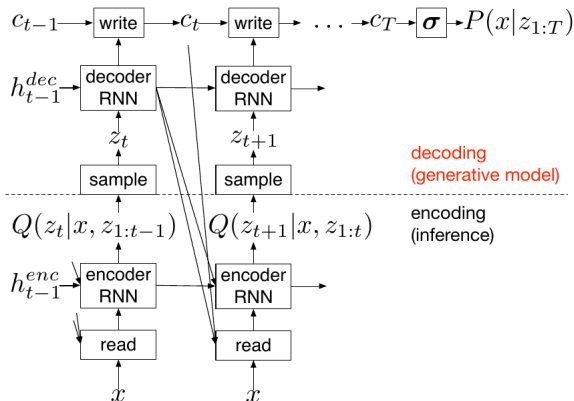 c_{t-1} write c_t write ... c_T σ P(x|z_{1:T})
h_{t-1}^{dec} decoder RNN decoder RNN
z_t z_{t+1}
sample sample
decoding
(generative model)
encoding
(inference)
Q(z_t|x, z_{1:t-1}) Q(z_{t+1}|x, z_{1:t})
h_{t-1}^{enc} encoder RNN encoder RNN
read read
x x